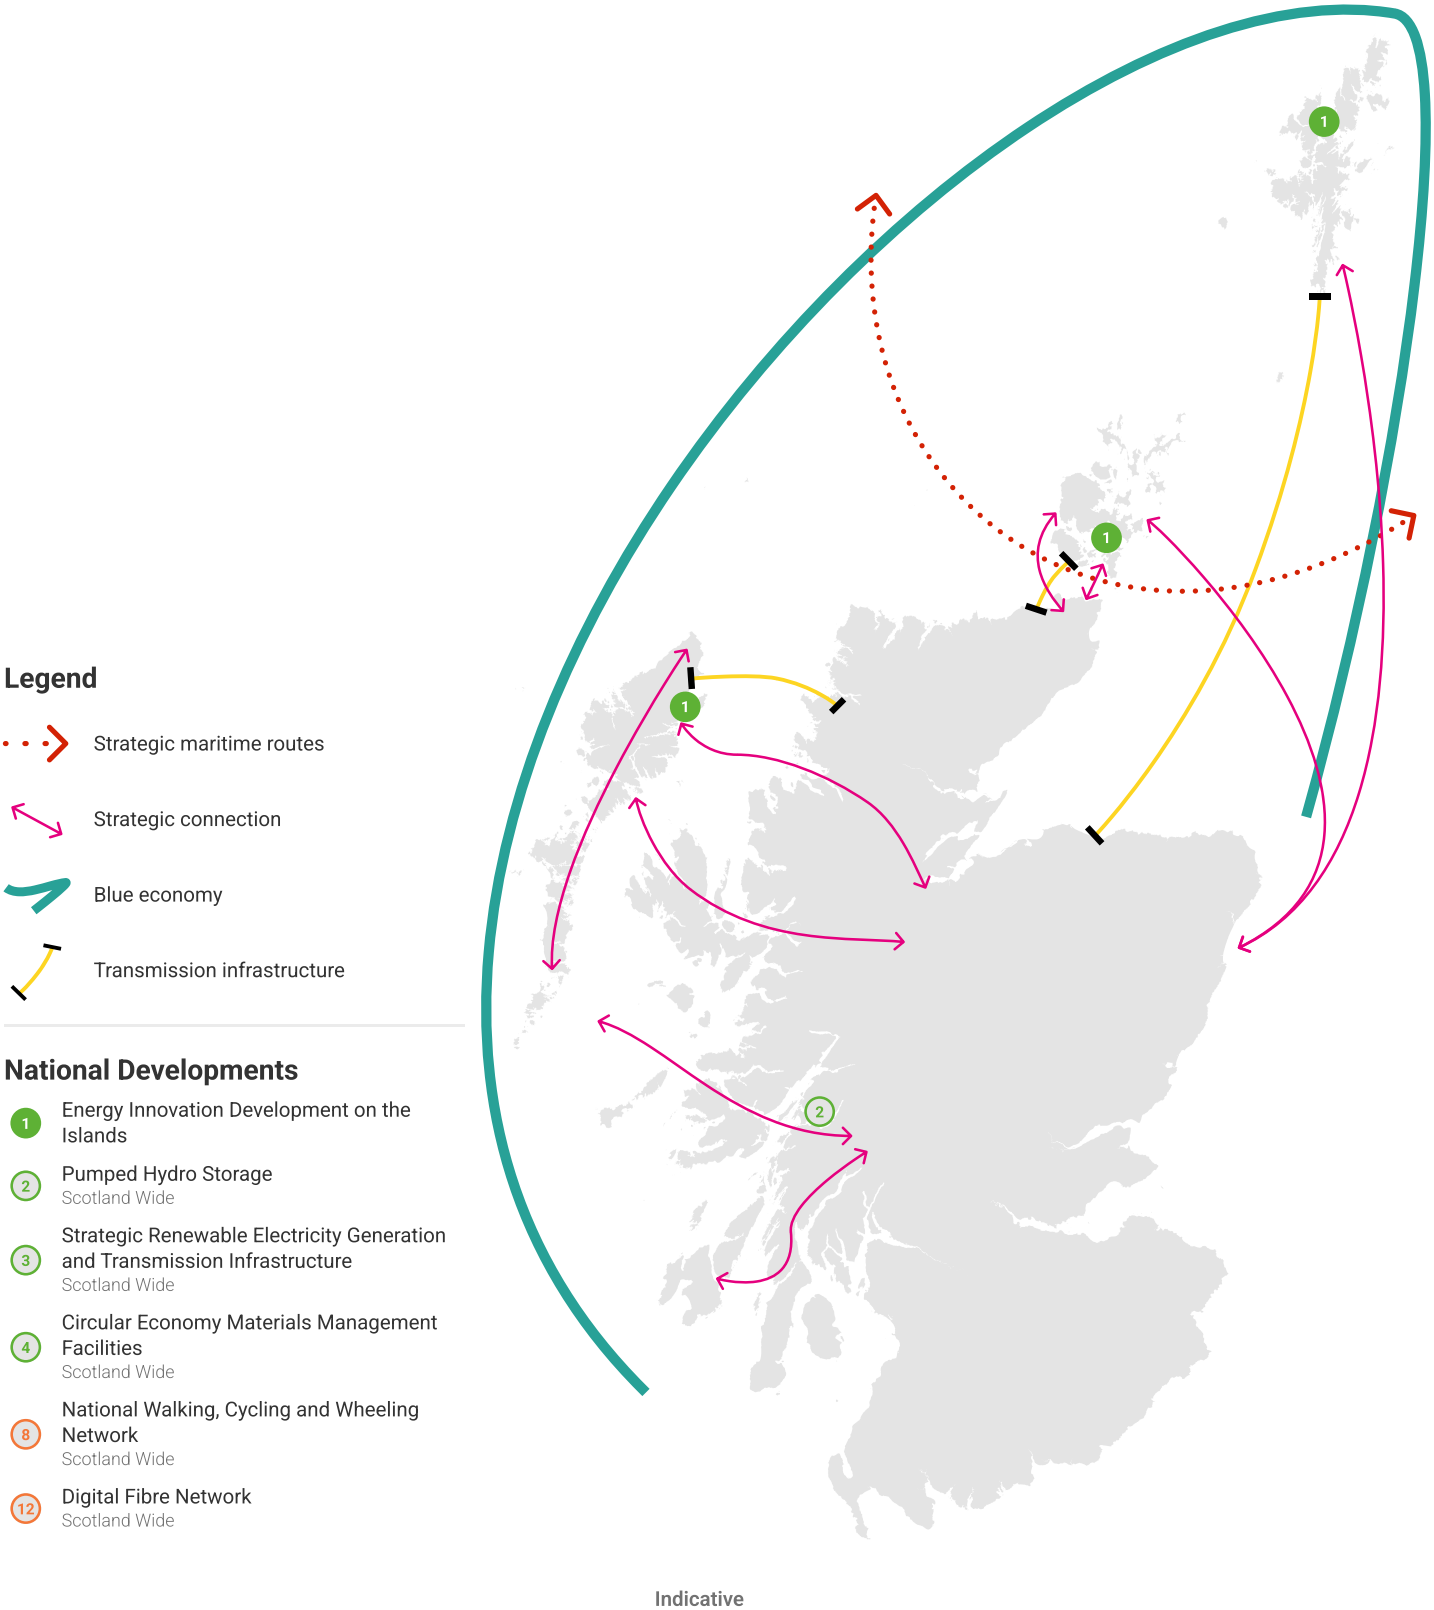 1
1
1
2
Legend
Strategic maritime routes
Strategic connection
Blue economy
Transmission infrastructure
National Developments
1
Energy Innovation Development on the
Islands
2
Pumped Hydro Storage
Scotland Wide
3
Strategic Renewable Electricity Generation
and Transmission Infrastructure
Scotland Wide
4
Circular Economy Materials Management
Facilities
Scotland Wide
8
National Walking, Cycling and Wheeling
Network
Scotland Wide
12
Digital Fibre Network
Scotland Wide
Indicative